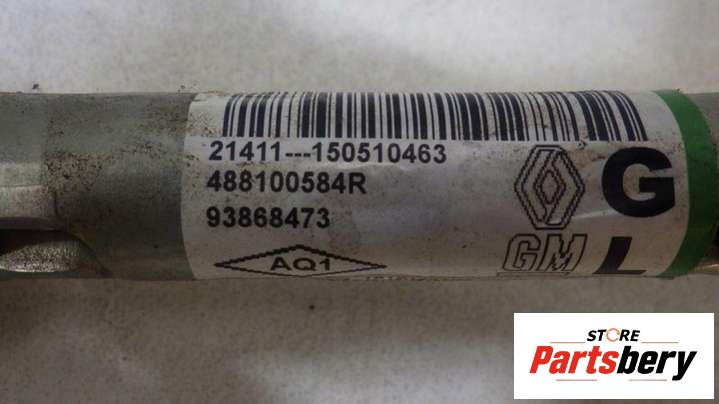 21411---150510463
488100584R
93868473
AQ1
G
GM L
STORE
Partsbery